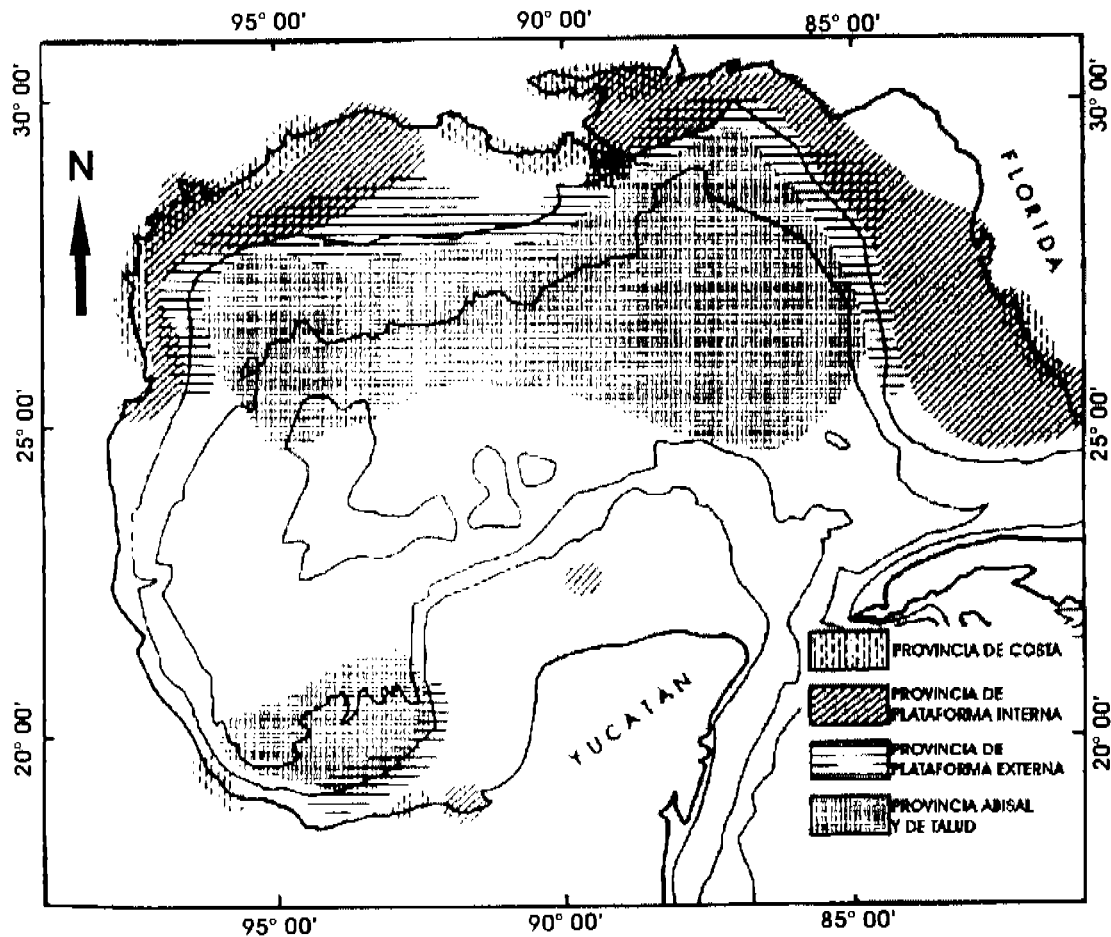 95° 00'
90° 00'
85° 00'
30° 00'
30° 00'
N
FLORIDA
25° 00'
25° 00'
YUCATAN
PROVINCIA DE COSTA
PROVINCIA DE
PLATAFORMA INTERNA
PROVINCIA DE
PLATAFORMA EXTERNA
PROVINCIA ABISAL
Y DE TALUD
20° 00'
20° 00'
95° 00'
90° 00'
85° 00'